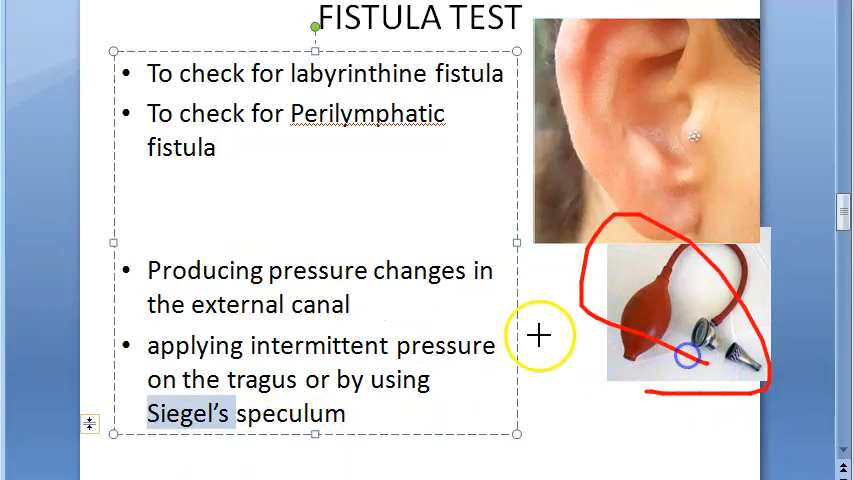 FISTULA TEST
• To check for labyrinthine fistula
• To check for Perilymphatic
fistula
• Producing pressure changes in
the external canal
• applying intermittent pressure
on the tragus or by using
Siegel’s speculum